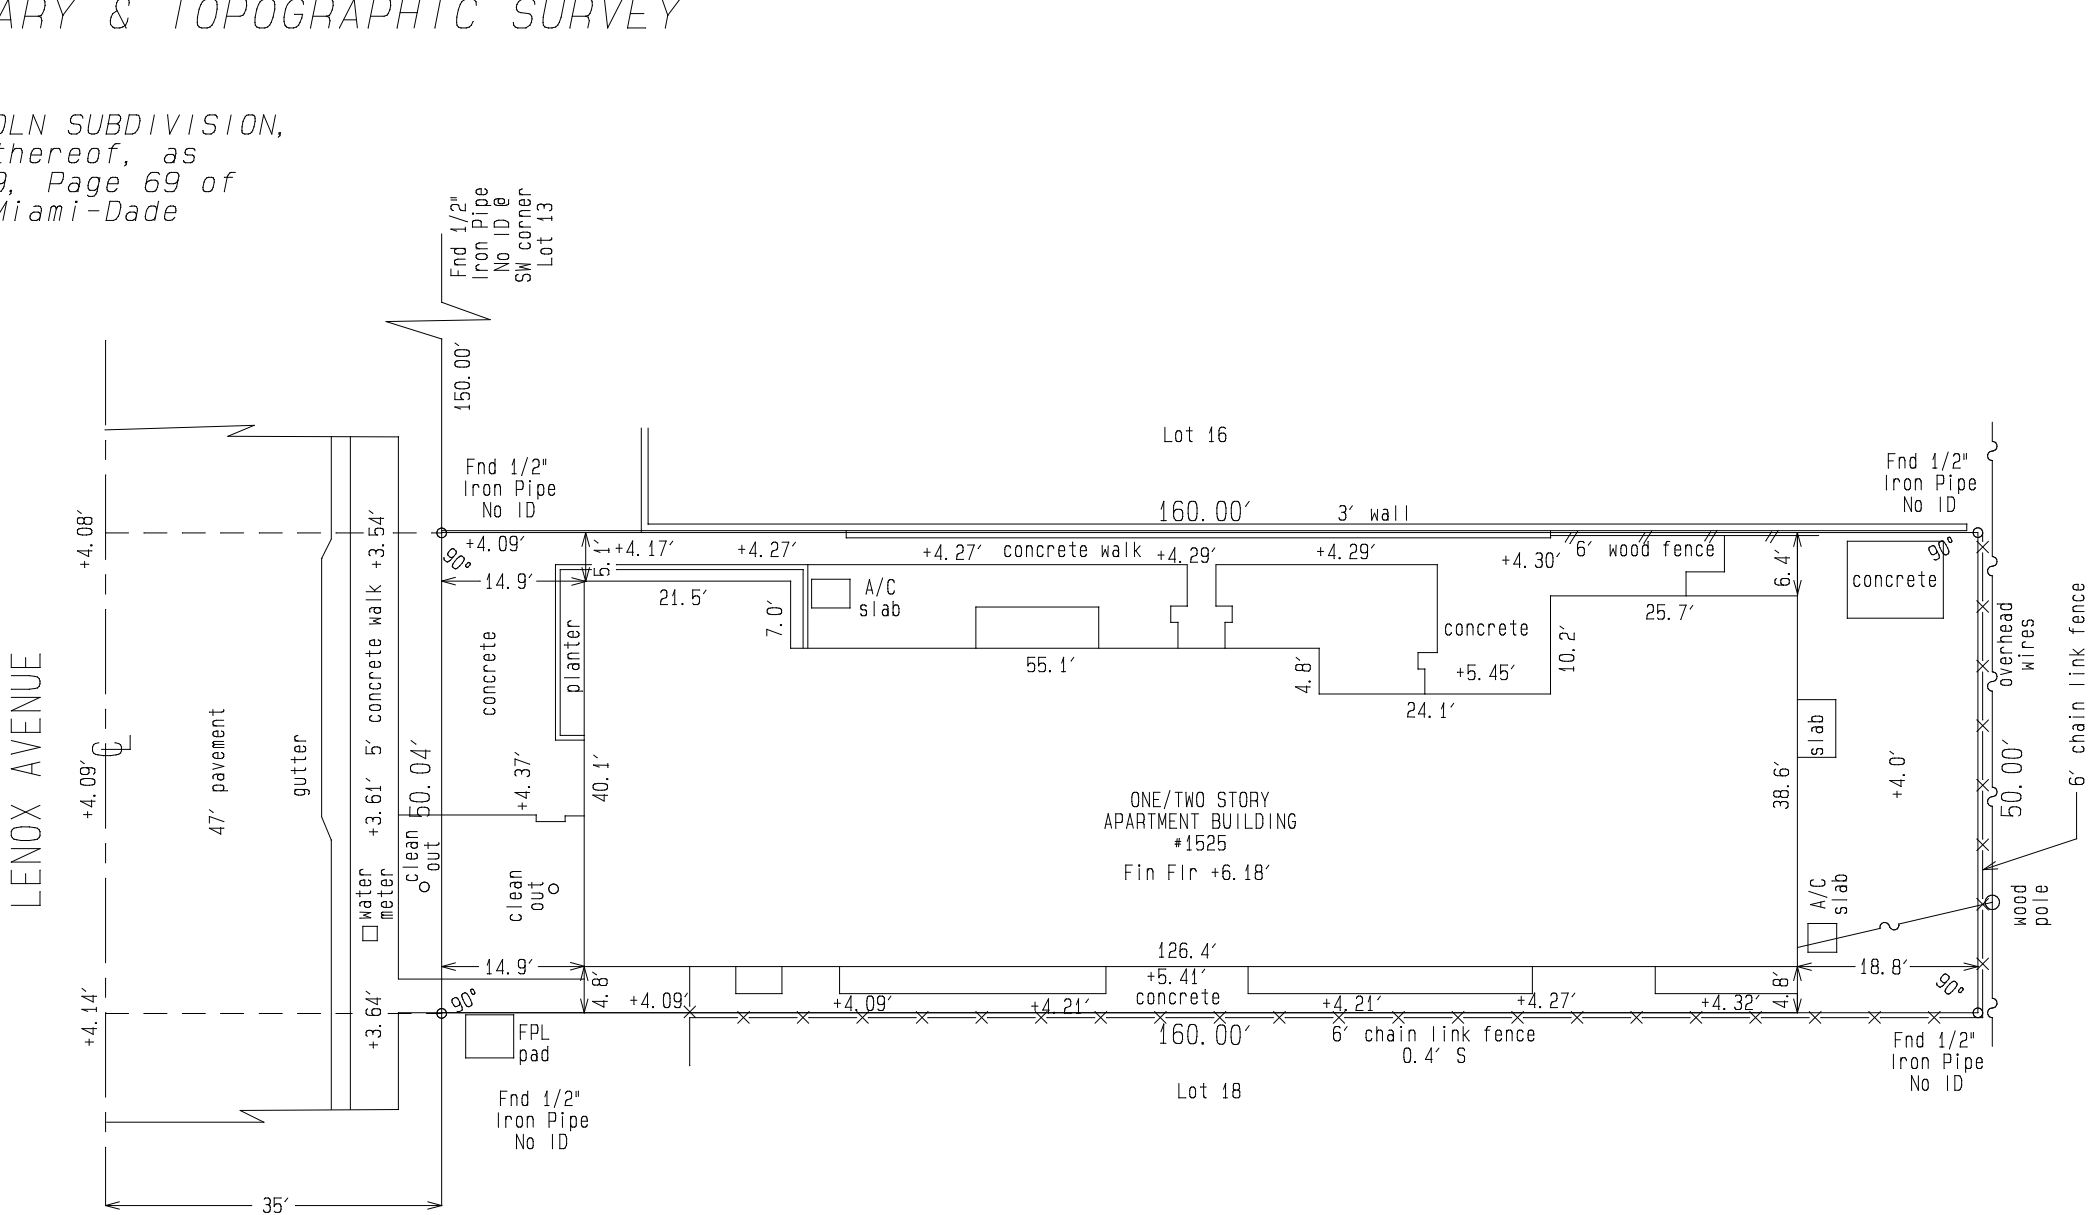 ARY & TOPOGRAPHIC SURVEY
OLN SUBDIVISION,
thereof, as
9, Page 69 of
Miami-Dade
Fnd 1/2"
Iron Pipe
No ID @
SW corner
Lot 13
150.00'
Lot 16
Fnd 1/2"
Iron Pipe
No ID
Fnd 1/2"
Iron Pipe
No ID
160.00'
3' wall
+4.08'
+3.54'
90°
+4.09'
5.1'
+4.17'
+4.27'
+4.27'
concrete walk
+4.29'
+4.29'
+4.30'
6' wood fence
6.4'
90°
concrete
14.9'
21.5'
7.0'
A/C
slab
concrete
+5.45'
10.2'
25.7'
55.1'
4.8'
24.1'
overhead
wires
6' chain link fence
LENOX AVENUE
+4.09'
CL
47' pavement
gutter
5' concrete walk
+3.61'
50.04'
concrete
planter
+4.37'
40.1'
ONE/TWO STORY
APARTMENT BUILDING
#1525
Fin Flr +6.18'
slab
38.6'
+4.0'
50.00'
clean
out
clean
out
water
meter
A/C
slab
wood
pole
126.4'
14.9'
4.8'
+5.41'
concrete
18.8'
4.8'
90°
+4.14'
+3.64'
90°
+4.09'
+4.09'
+4.21'
+4.21'
+4.27'
+4.32'
FPL
pad
160.00'
6' chain link fence
0.4' S
Fnd 1/2"
Iron Pipe
No ID
Lot 18
Fnd 1/2"
Iron Pipe
No ID
35'